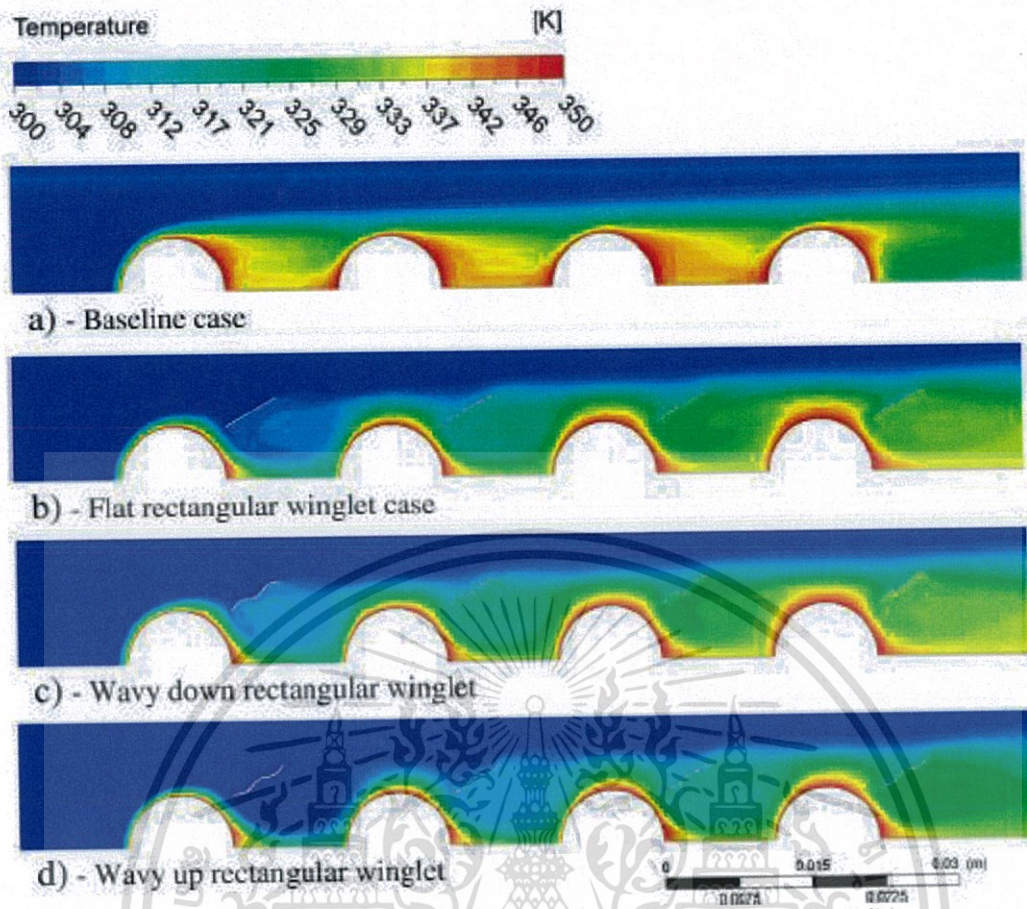 Temperature [K]
300 304 308 312 317 321 325 329 333 337 342 346 350
a) - Baseline case
b) - Flat rectangular winglet case
c) - Wavy down rectangular winglet
d) - Wavy up rectangular winglet
0 0.015 0.03 (m)
0.0075 0.0225